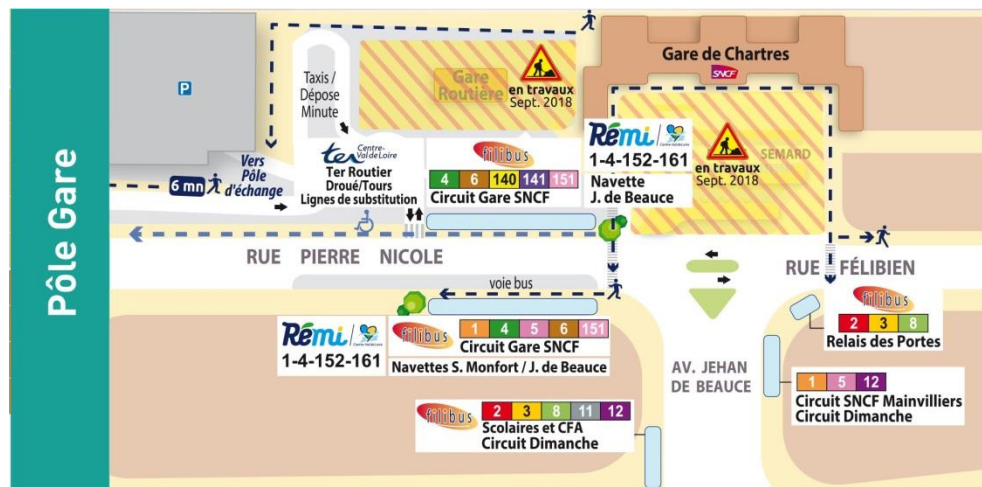 Pôle Gare
P
Taxis /
Dépose
Minute
Gare
Routière
en travaux
Sept. 2018
Gare de Chartres
SNCF
Vers
Pôle
d'échange
6 mn
ter Centre-
Val de Loire
Ter Routier
Droué/Tours
Lignes de substitution
filibus
4 6 140 141 151
Circuit Gare SNCF
Rémi
1-4-152-161
Navette
J. de Beauce
SÉMARD
en travaux
Sept. 2018
RUE PIERRE NICOLE
RUE FÉLIBIEN
voie bus
Rémi Centre-Val de Loire
1-4-152-161
filibus 1 4 5 6 151
Circuit Gare SNCF
Navettes S. Monfort / J. de Beauce
filibus
2 3 8
Relais des Portes
AV. JEHAN
DE BEAUCE
1 5 12
Circuit SNCF Mainvilliers
Circuit Dimanche
filibus 2 3 8 11 12
Scolaires et CFA
Circuit Dimanche